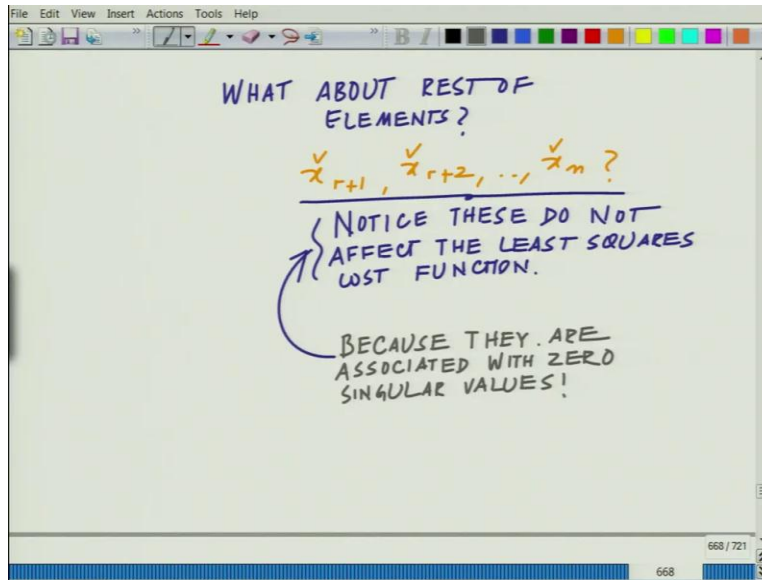 File Edit View Insert Actions Tools Help
WHAT ABOUT REST OF
ELEMENTS?
x̌ᵣ₊₁, x̌ᵣ₊₂, .., x̌ₙ ?
NOTICE THESE DO NOT
AFFECT THE LEAST SQUARES
COST FUNCTION.
BECAUSE THEY. ARE
ASSOCIATED WITH ZERO
SINGULAR VALUES!
668 / 721
668